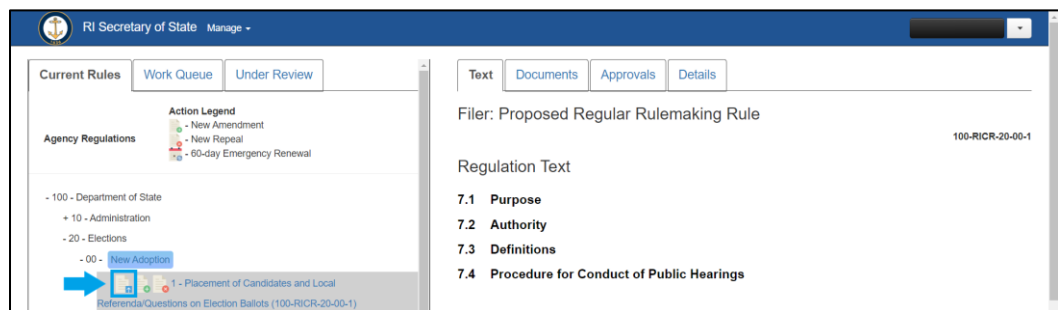 RI Secretary of State Manage
Current Rules Work Queue Under Review
Action Legend
- New Amendment
Agency Regulations - New Repeal
- 60-day Emergency Renewal
- 100 - Department of State
+ 10 - Administration
- 20 - Elections
- 00 - New Adoption
1 - Placement of Candidates and Local
Referenda/Questions on Election Ballots (100-RICR-20-00-1)
Text Documents Approvals Details
Filer: Proposed Regular Rulemaking Rule
100-RICR-20-00-1
Regulation Text
7.1 Purpose
7.2 Authority
7.3 Definitions
7.4 Procedure for Conduct of Public Hearings